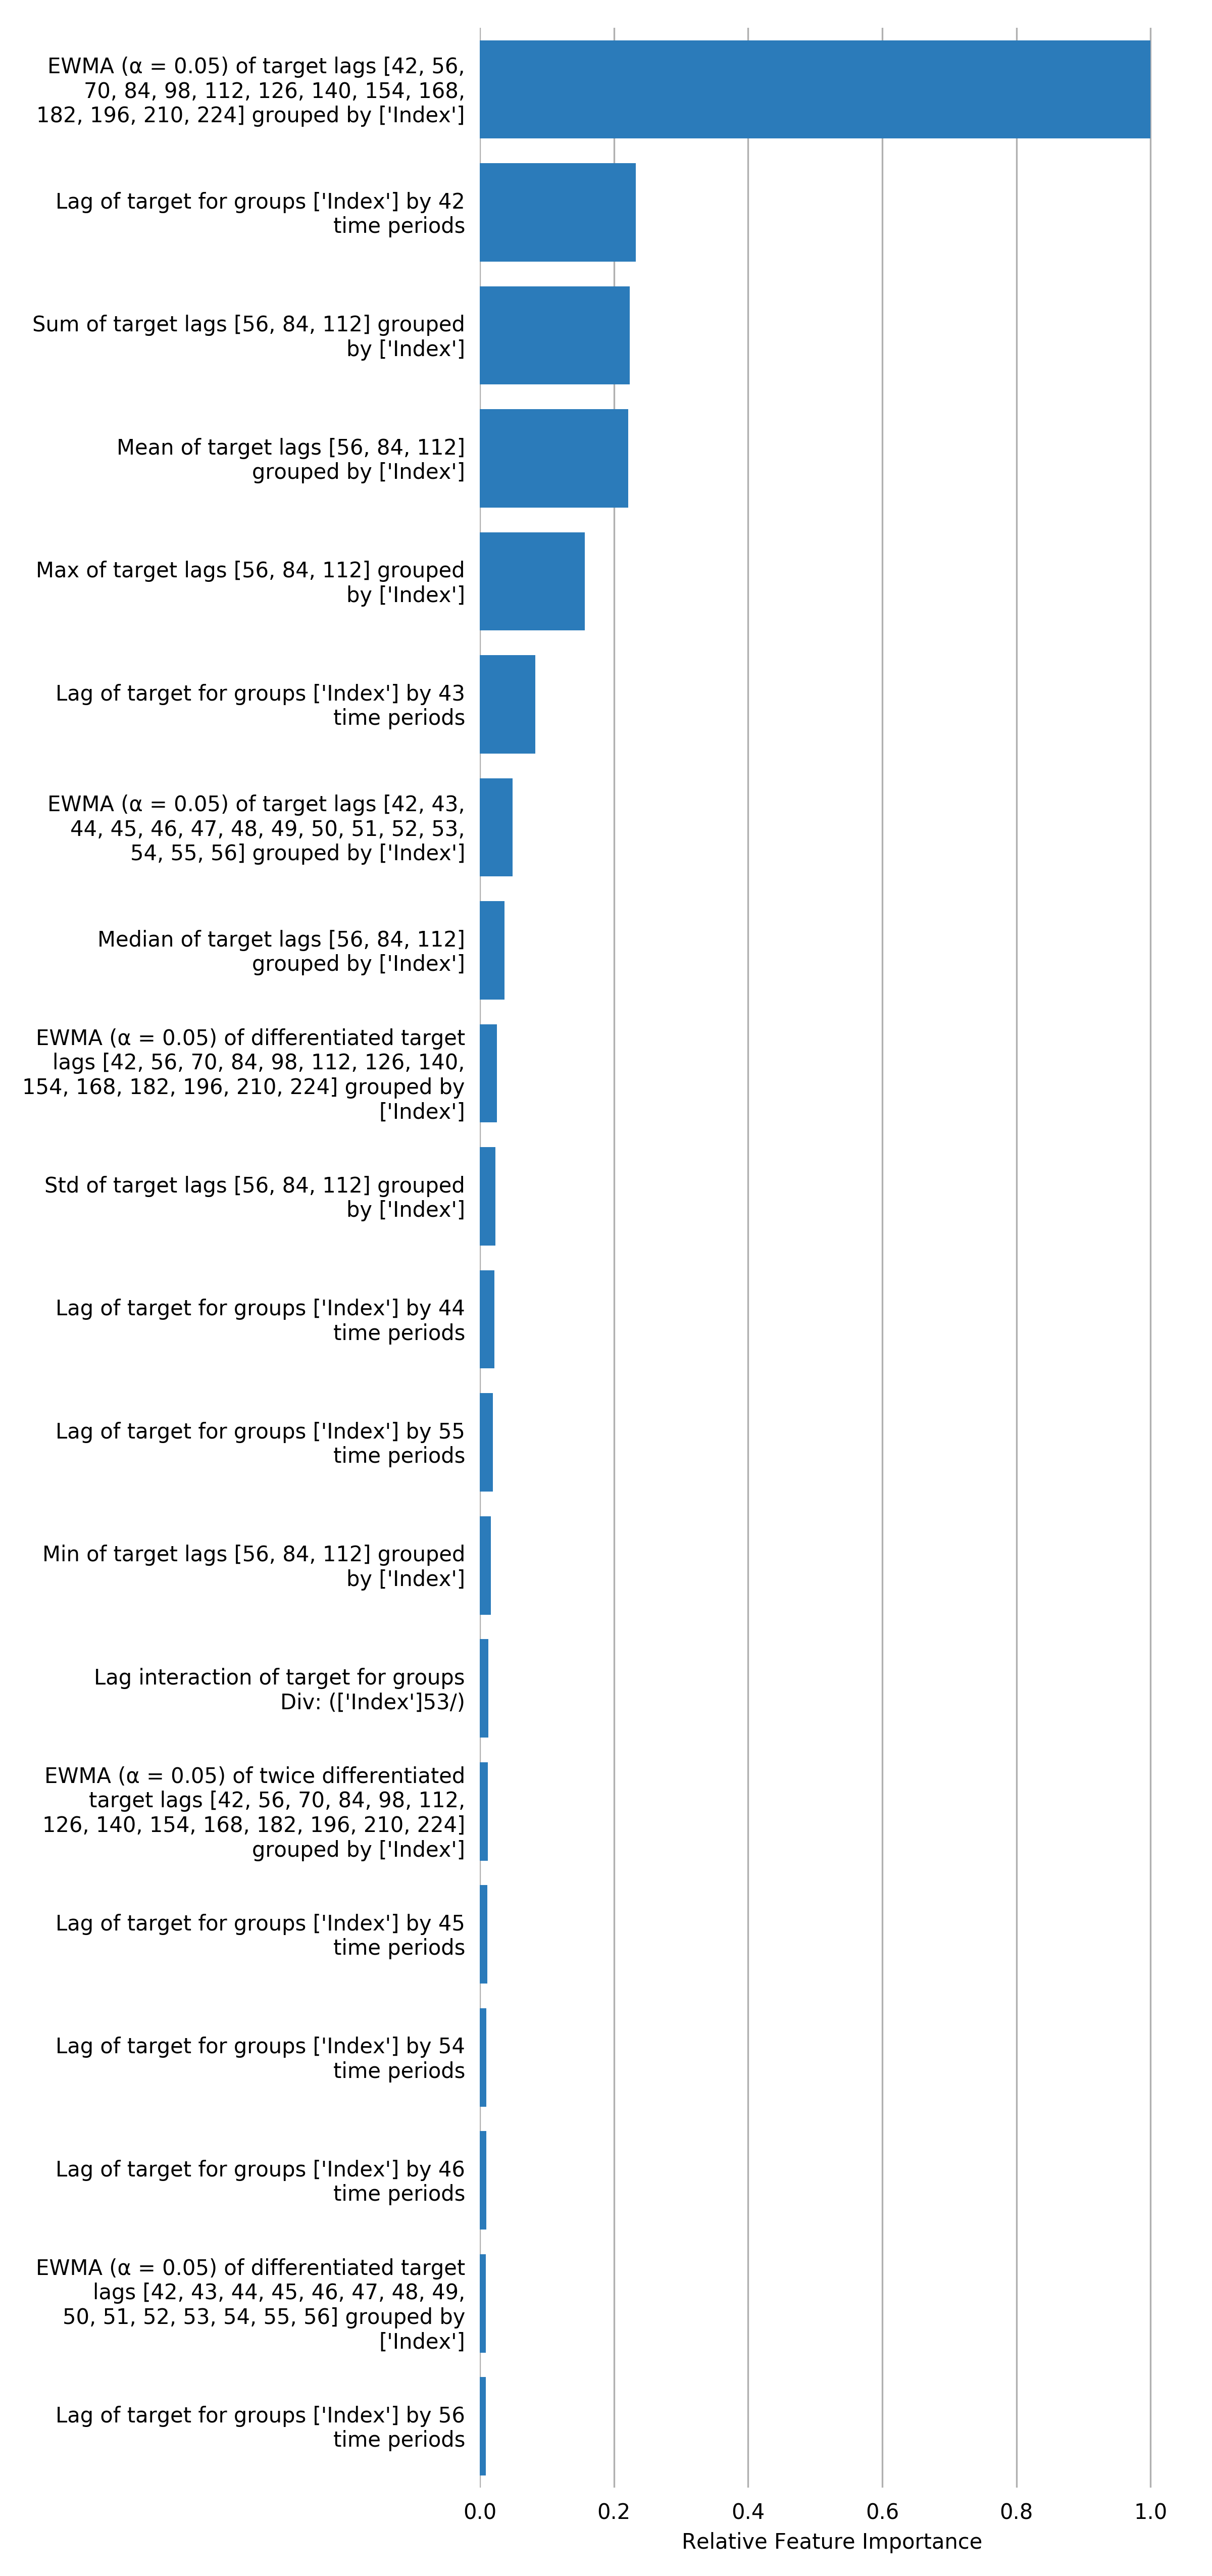 EWMA (α = 0.05) of target lags [42, 56,
70, 84, 98, 112, 126, 140, 154, 168,
182, 196, 210, 224] grouped by ['Index']
Lag of target for groups ['Index'] by 42
time periods
Sum of target lags [56, 84, 112] grouped
by ['Index']
Mean of target lags [56, 84, 112]
grouped by ['Index']
Max of target lags [56, 84, 112] grouped
by ['Index']
Lag of target for groups ['Index'] by 43
time periods
EWMA (α = 0.05) of target lags [42, 43,
44, 45, 46, 47, 48, 49, 50, 51, 52, 53,
54, 55, 56] grouped by ['Index']
Median of target lags [56, 84, 112]
grouped by ['Index']
EWMA (α = 0.05) of differentiated target
lags [42, 56, 70, 84, 98, 112, 126, 140,
154, 168, 182, 196, 210, 224] grouped by
['Index']
Std of target lags [56, 84, 112] grouped
by ['Index']
Lag of target for groups ['Index'] by 44
time periods
Lag of target for groups ['Index'] by 55
time periods
Min of target lags [56, 84, 112] grouped
by ['Index']
Lag interaction of target for groups
Div: (['Index']53/)
EWMA (α = 0.05) of twice differentiated
target lags [42, 56, 70, 84, 98, 112,
126, 140, 154, 168, 182, 196, 210, 224]
grouped by ['Index']
Lag of target for groups ['Index'] by 45
time periods
Lag of target for groups ['Index'] by 54
time periods
Lag of target for groups ['Index'] by 46
time periods
EWMA (α = 0.05) of differentiated target
lags [42, 43, 44, 45, 46, 47, 48, 49,
50, 51, 52, 53, 54, 55, 56] grouped by
['Index']
Lag of target for groups ['Index'] by 56
time periods
0.0 0.2 0.4 0.6 0.8 1.0
Relative Feature Importance